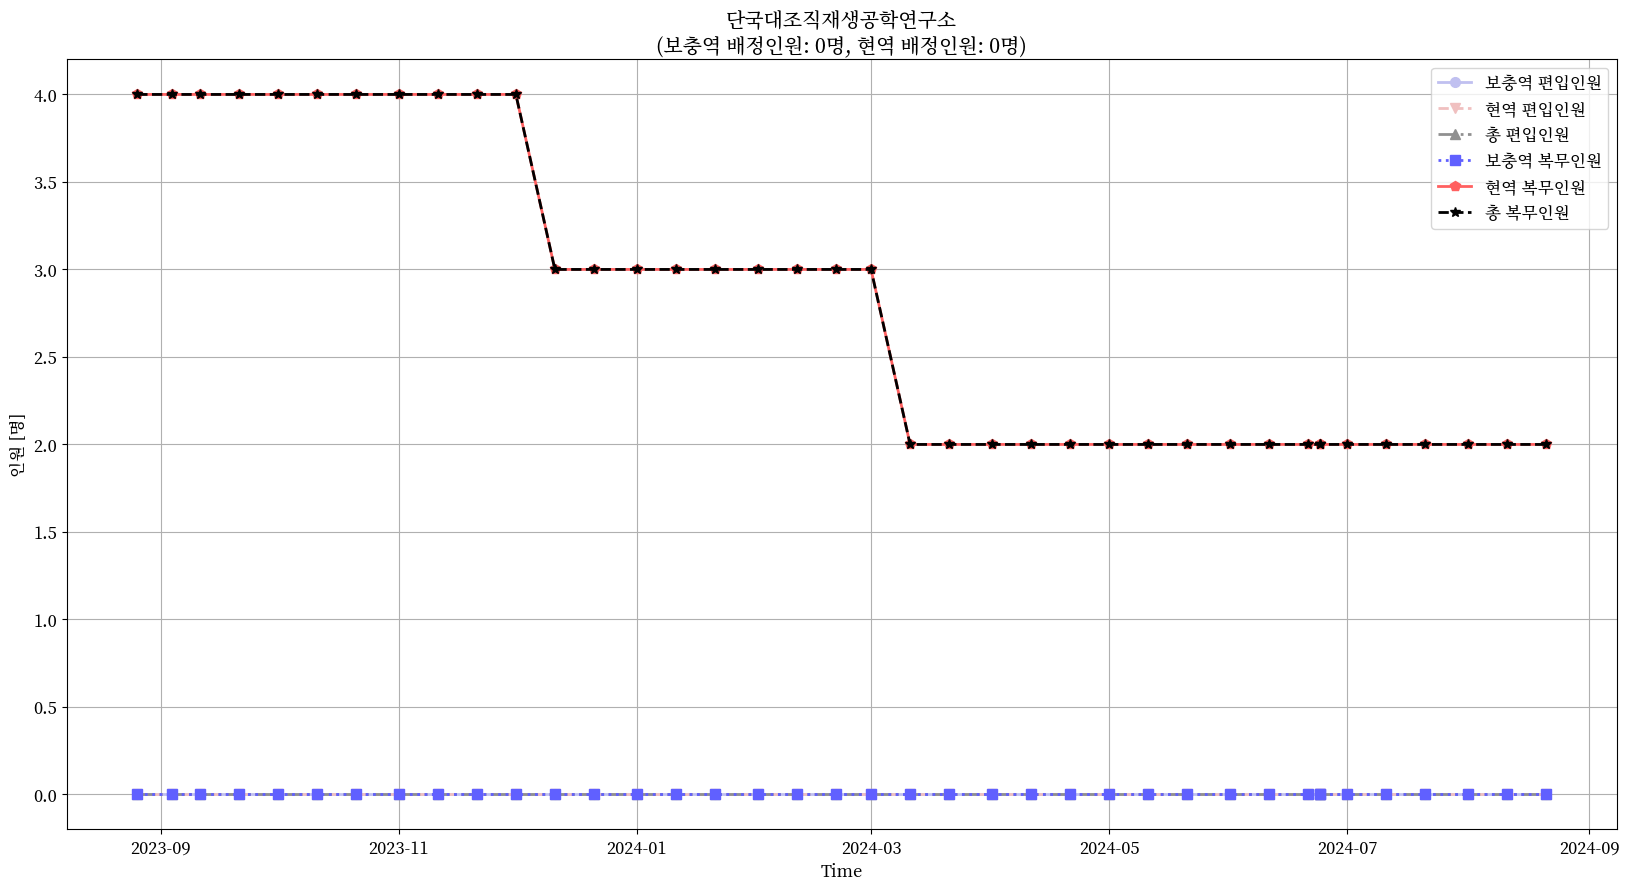 단국대조직재생공학연구소
(보충역 배정인원: 0명, 현역 배정인원: 0명)
보충역 편입인원
현역 편입인원
총 편입인원
보충역 복무인원
현역 복무인원
총 복무인원
인원 [명]
4.0
3.5
3.0
2.5
2.0
1.5
1.0
0.5
0.0
2023-09 2023-11 2024-01 2024-03 2024-05 2024-07 2024-09
Time